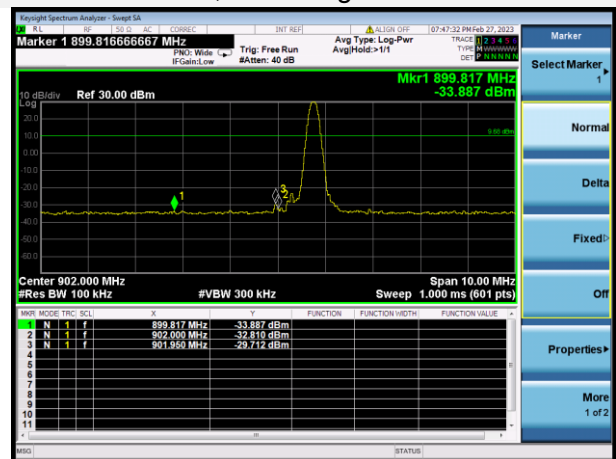 Keysight Spectrum Analyzer - Swept SA
RL RF 50 Ω AC CORREC INT REF ALIGN OFF 07:47:32 PM Feb 27, 2023
Marker 1 899.816666667 MHz
PNO: Wide
IFGain:Low
Trig: Free Run
#Atten: 40 dB
Avg Type: Log-Pwr
Avg|Hold:>1/1
TRACE 1 2 3 4 5 6
TYPE M WWWWW
DET P N N N N N
Mkr1 899.817 MHz
-33.887 dBm
10 dB/div Ref 30.00 dBm
Log
20.0
10.0
0.00
-10.0
-20.0
-30.0
-40.0
-50.0
-60.0
1
3
2
Center 902.000 MHz Span 10.00 MHz
#Res BW 100 kHz #VBW 300 kHz Sweep 1.000 ms (601 pts)
MKR MODE TRC SCL X Y FUNCTION FUNCTION WIDTH FUNCTION VALUE
1 N 1 f 899.817 MHz -33.887 dBm
2 N 1 f 902.000 MHz -32.810 dBm
3 N 1 f 901.950 MHz -29.712 dBm
4
5
6
7
8
9
10
11
MSG STATUS
Marker
Select Marker
1
Normal
Delta
Fixed
Off
Properties
More
1 of 2